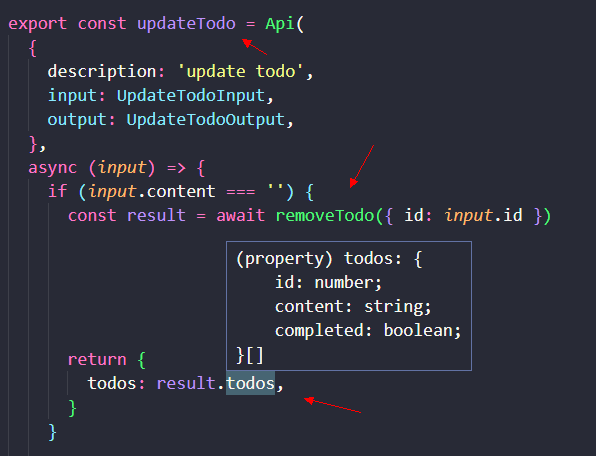 export const updateTodo = Api(
{
description: 'update todo',
input: UpdateTodoInput,
output: UpdateTodoOutput,
},
async (input) => {
if (input.content === '') {
const result = await removeTodo({ id: input.id })
(property) todos: {
id: number;
content: string;
completed: boolean;
}[]
return {
todos: result.todos,
}
}